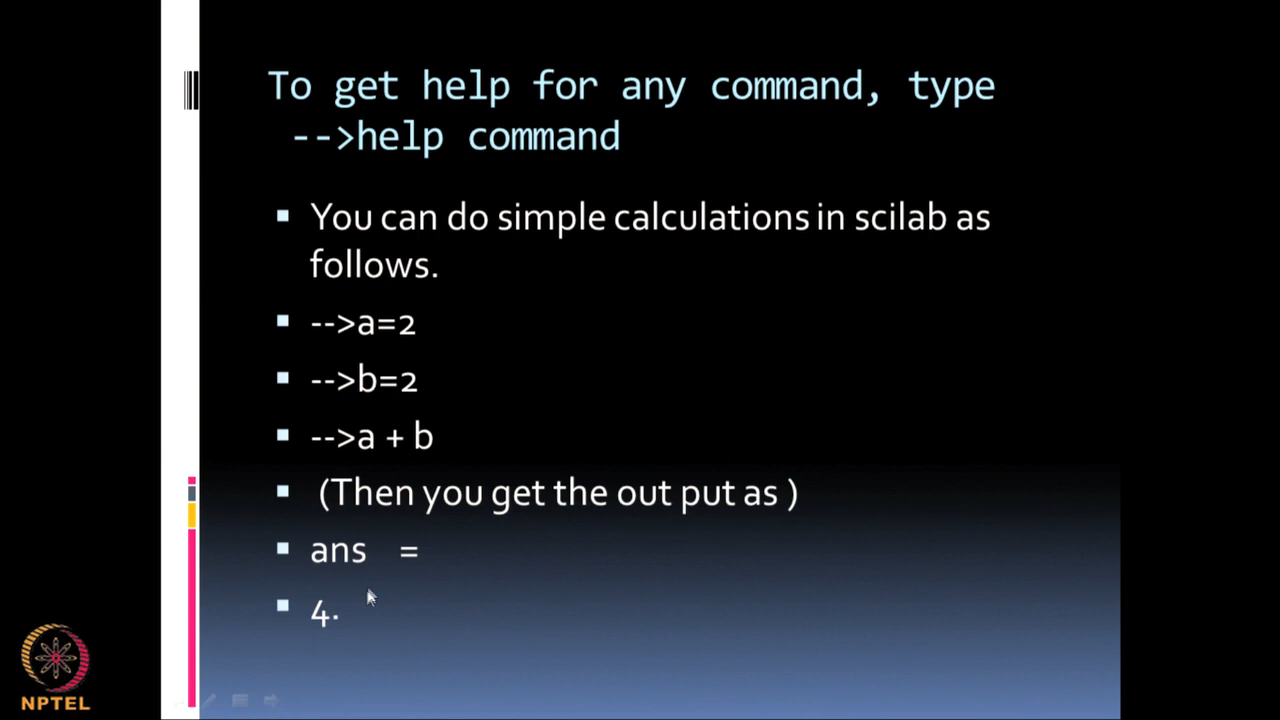 To get help for any command, type
-->help command
You can do simple calculations in scilab as
follows.
-->a=2
-->b=2
-->a + b
(Then you get the out put as )
ans =
4.
NPTEL